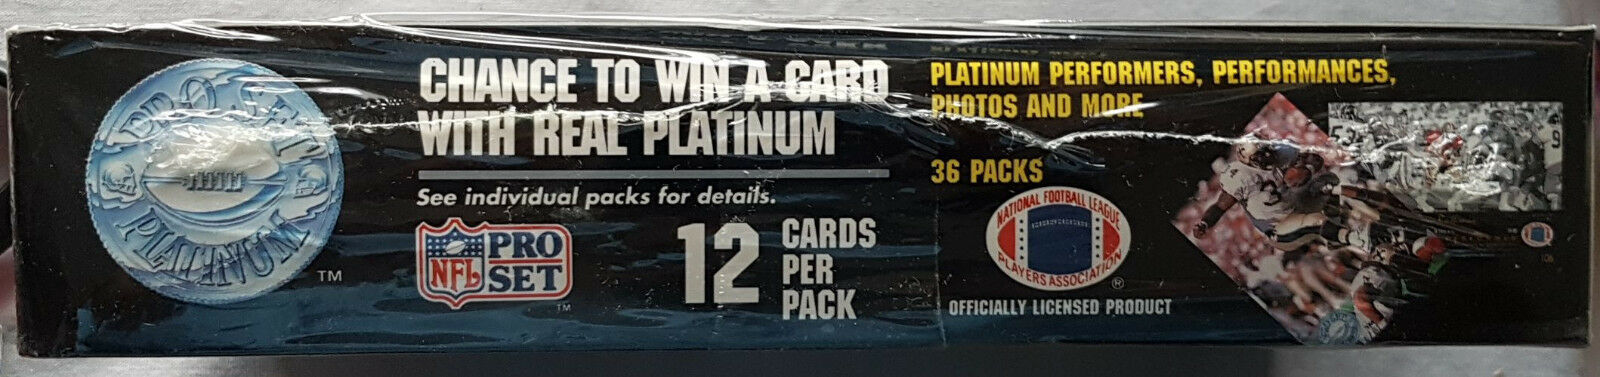 PRO SET
PLATINUM
TM
CHANCE TO WIN A CARD
WITH REAL PLATINUM
See individual packs for details.
NFL
PRO
SET
TM
12
CARDS
PER
PACK
PLATINUM PERFORMERS, PERFORMANCES,
PHOTOS AND MORE
36 PACKS
NATIONAL FOOTBALL LEAGUE
PLAYERS ASSOCIATION
®
OFFICIALLY LICENSED PRODUCT